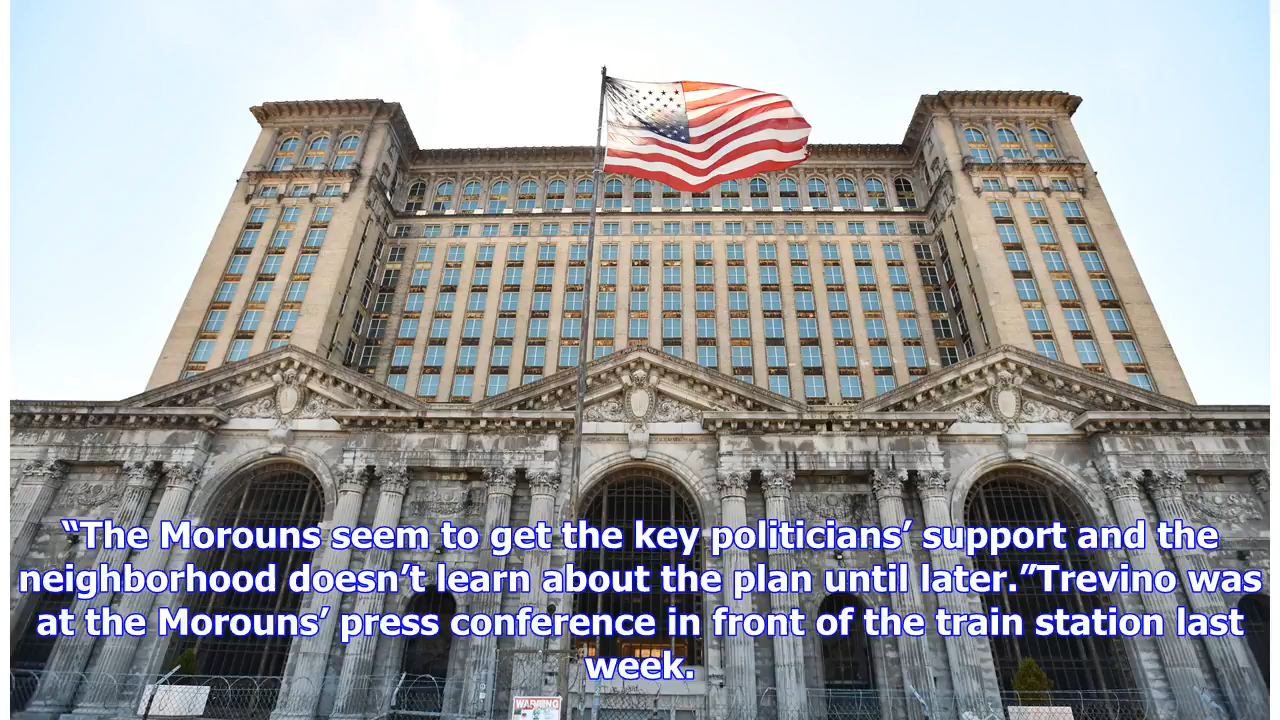 “The Morouns seem to get the key politicians’ support and the
neighborhood doesn’t learn about the plan until later.”Trevino was
at the Morouns’ press conference in front of the train station last
week.
WARNING